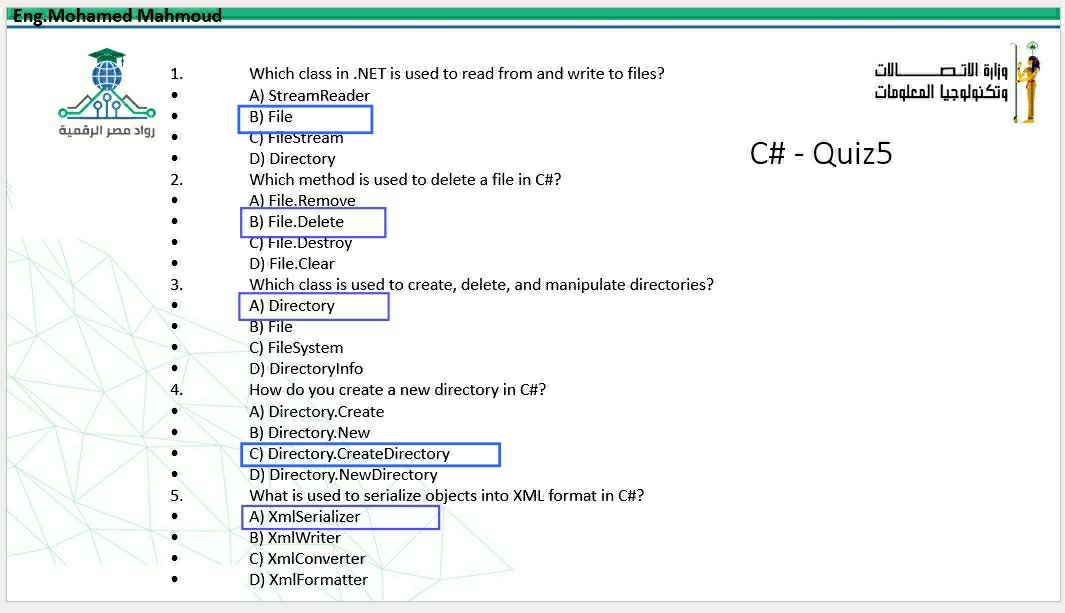 Eng.Mohamed Mahmoud
رواد مصر الرقمية
وزارة الاتصــالات
وتكنولوجيا المعلومات
C# - Quiz5
1. Which class in .NET is used to read from and write to files?
• A) StreamReader
• B) File
• C) FileStream
• D) Directory
2. Which method is used to delete a file in C#?
• A) File.Remove
• B) File.Delete
• C) File.Destroy
• D) File.Clear
3. Which class is used to create, delete, and manipulate directories?
• A) Directory
• B) File
• C) FileSystem
• D) DirectoryInfo
4. How do you create a new directory in C#?
• A) Directory.Create
• B) Directory.New
• C) Directory.CreateDirectory
• D) Directory.NewDirectory
5. What is used to serialize objects into XML format in C#?
• A) XmlSerializer
• B) XmlWriter
• C) XmlConverter
• D) XmlFormatter